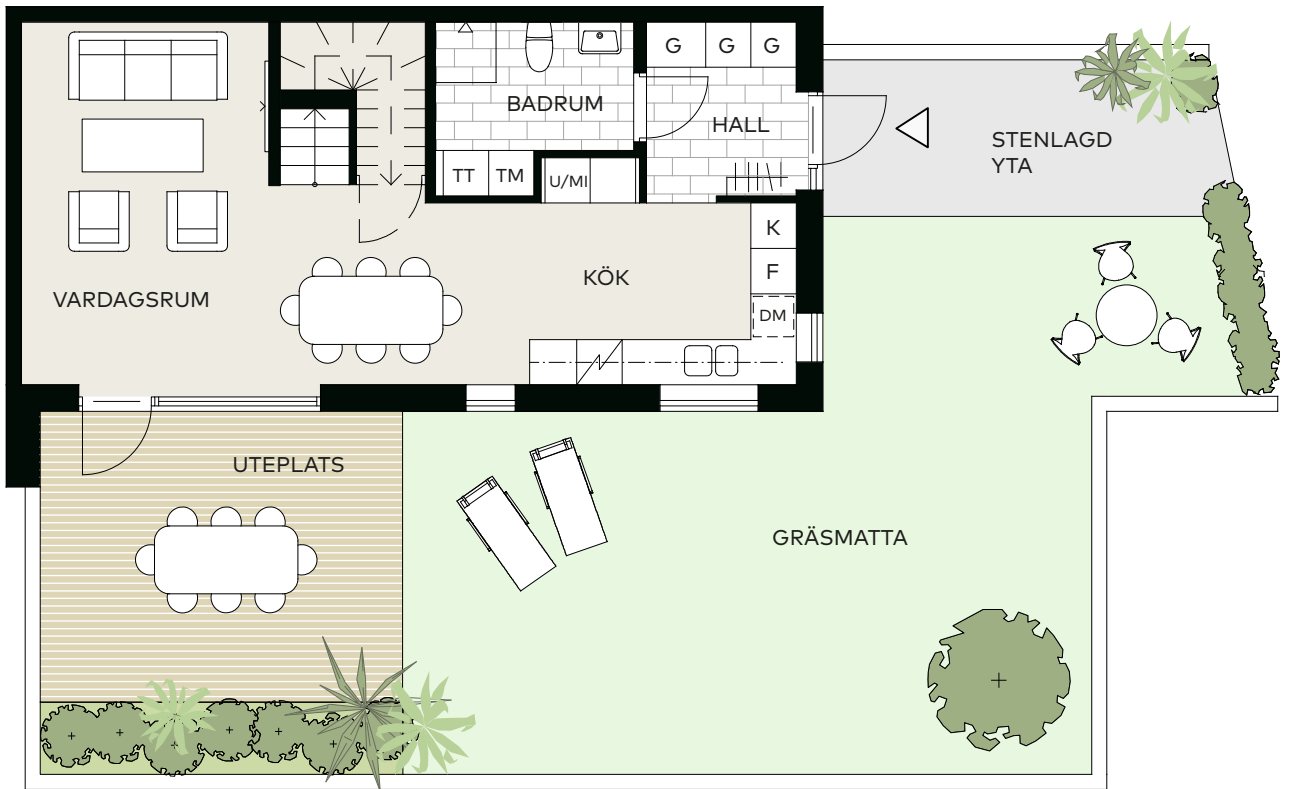 G G G
BADRUM
HALL
STENLAGD
YTA
TT TM U/MI
K
F
KÖK
VARDAGSRUM
DM
UTEPLATS
GRÄSMATTA